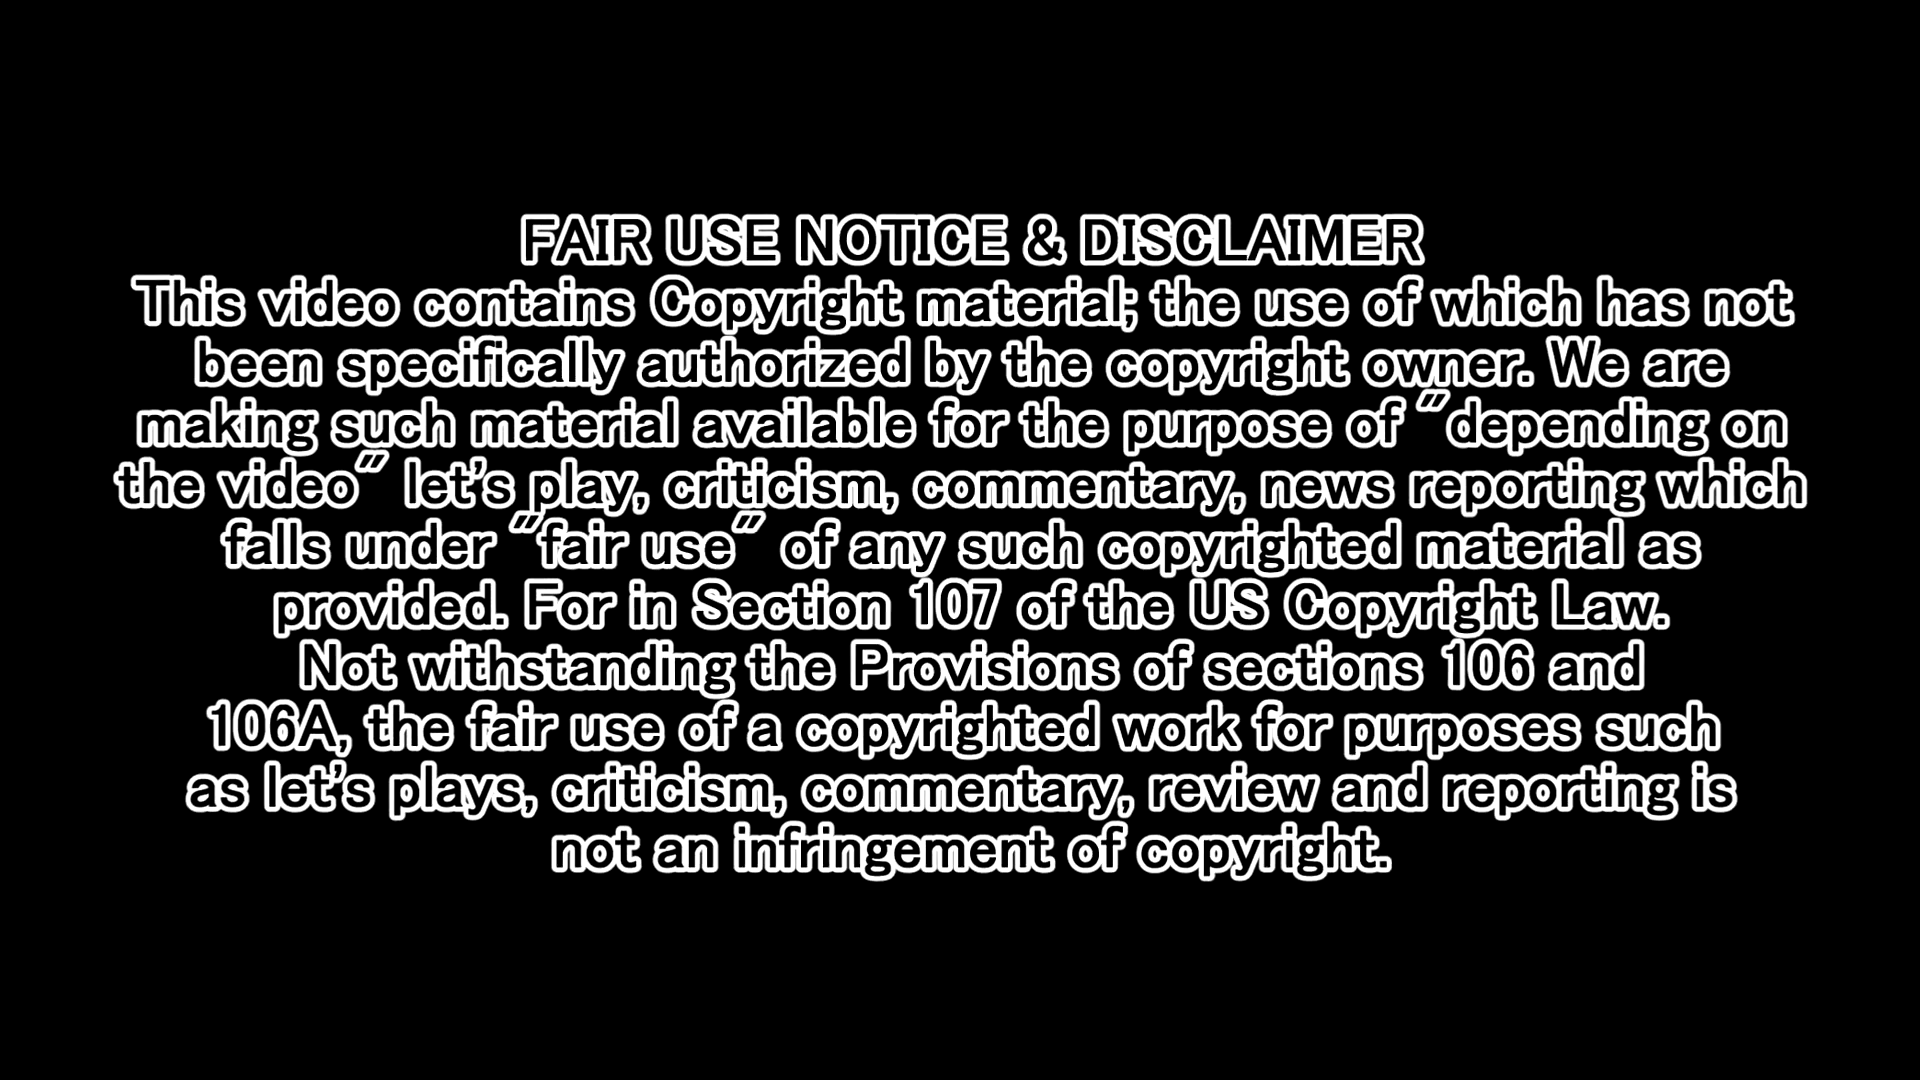 FAIR USE NOTICE & DISCLAIMER
This video contains Copyright material; the use of which has not
been specifically authorized by the copyright owner. We are
making such material available for the purpose of "depending on
the video" let's play, criticism, commentary, news reporting which
falls under "fair use" of any such copyrighted material as
provided. For in Section 107 of the US Copyright Law.
Not withstanding the Provisions of sections 106 and
106A, the fair use of a copyrighted work for purposes such
as let's plays, criticism, commentary, review and reporting is
not an infringement of copyright.